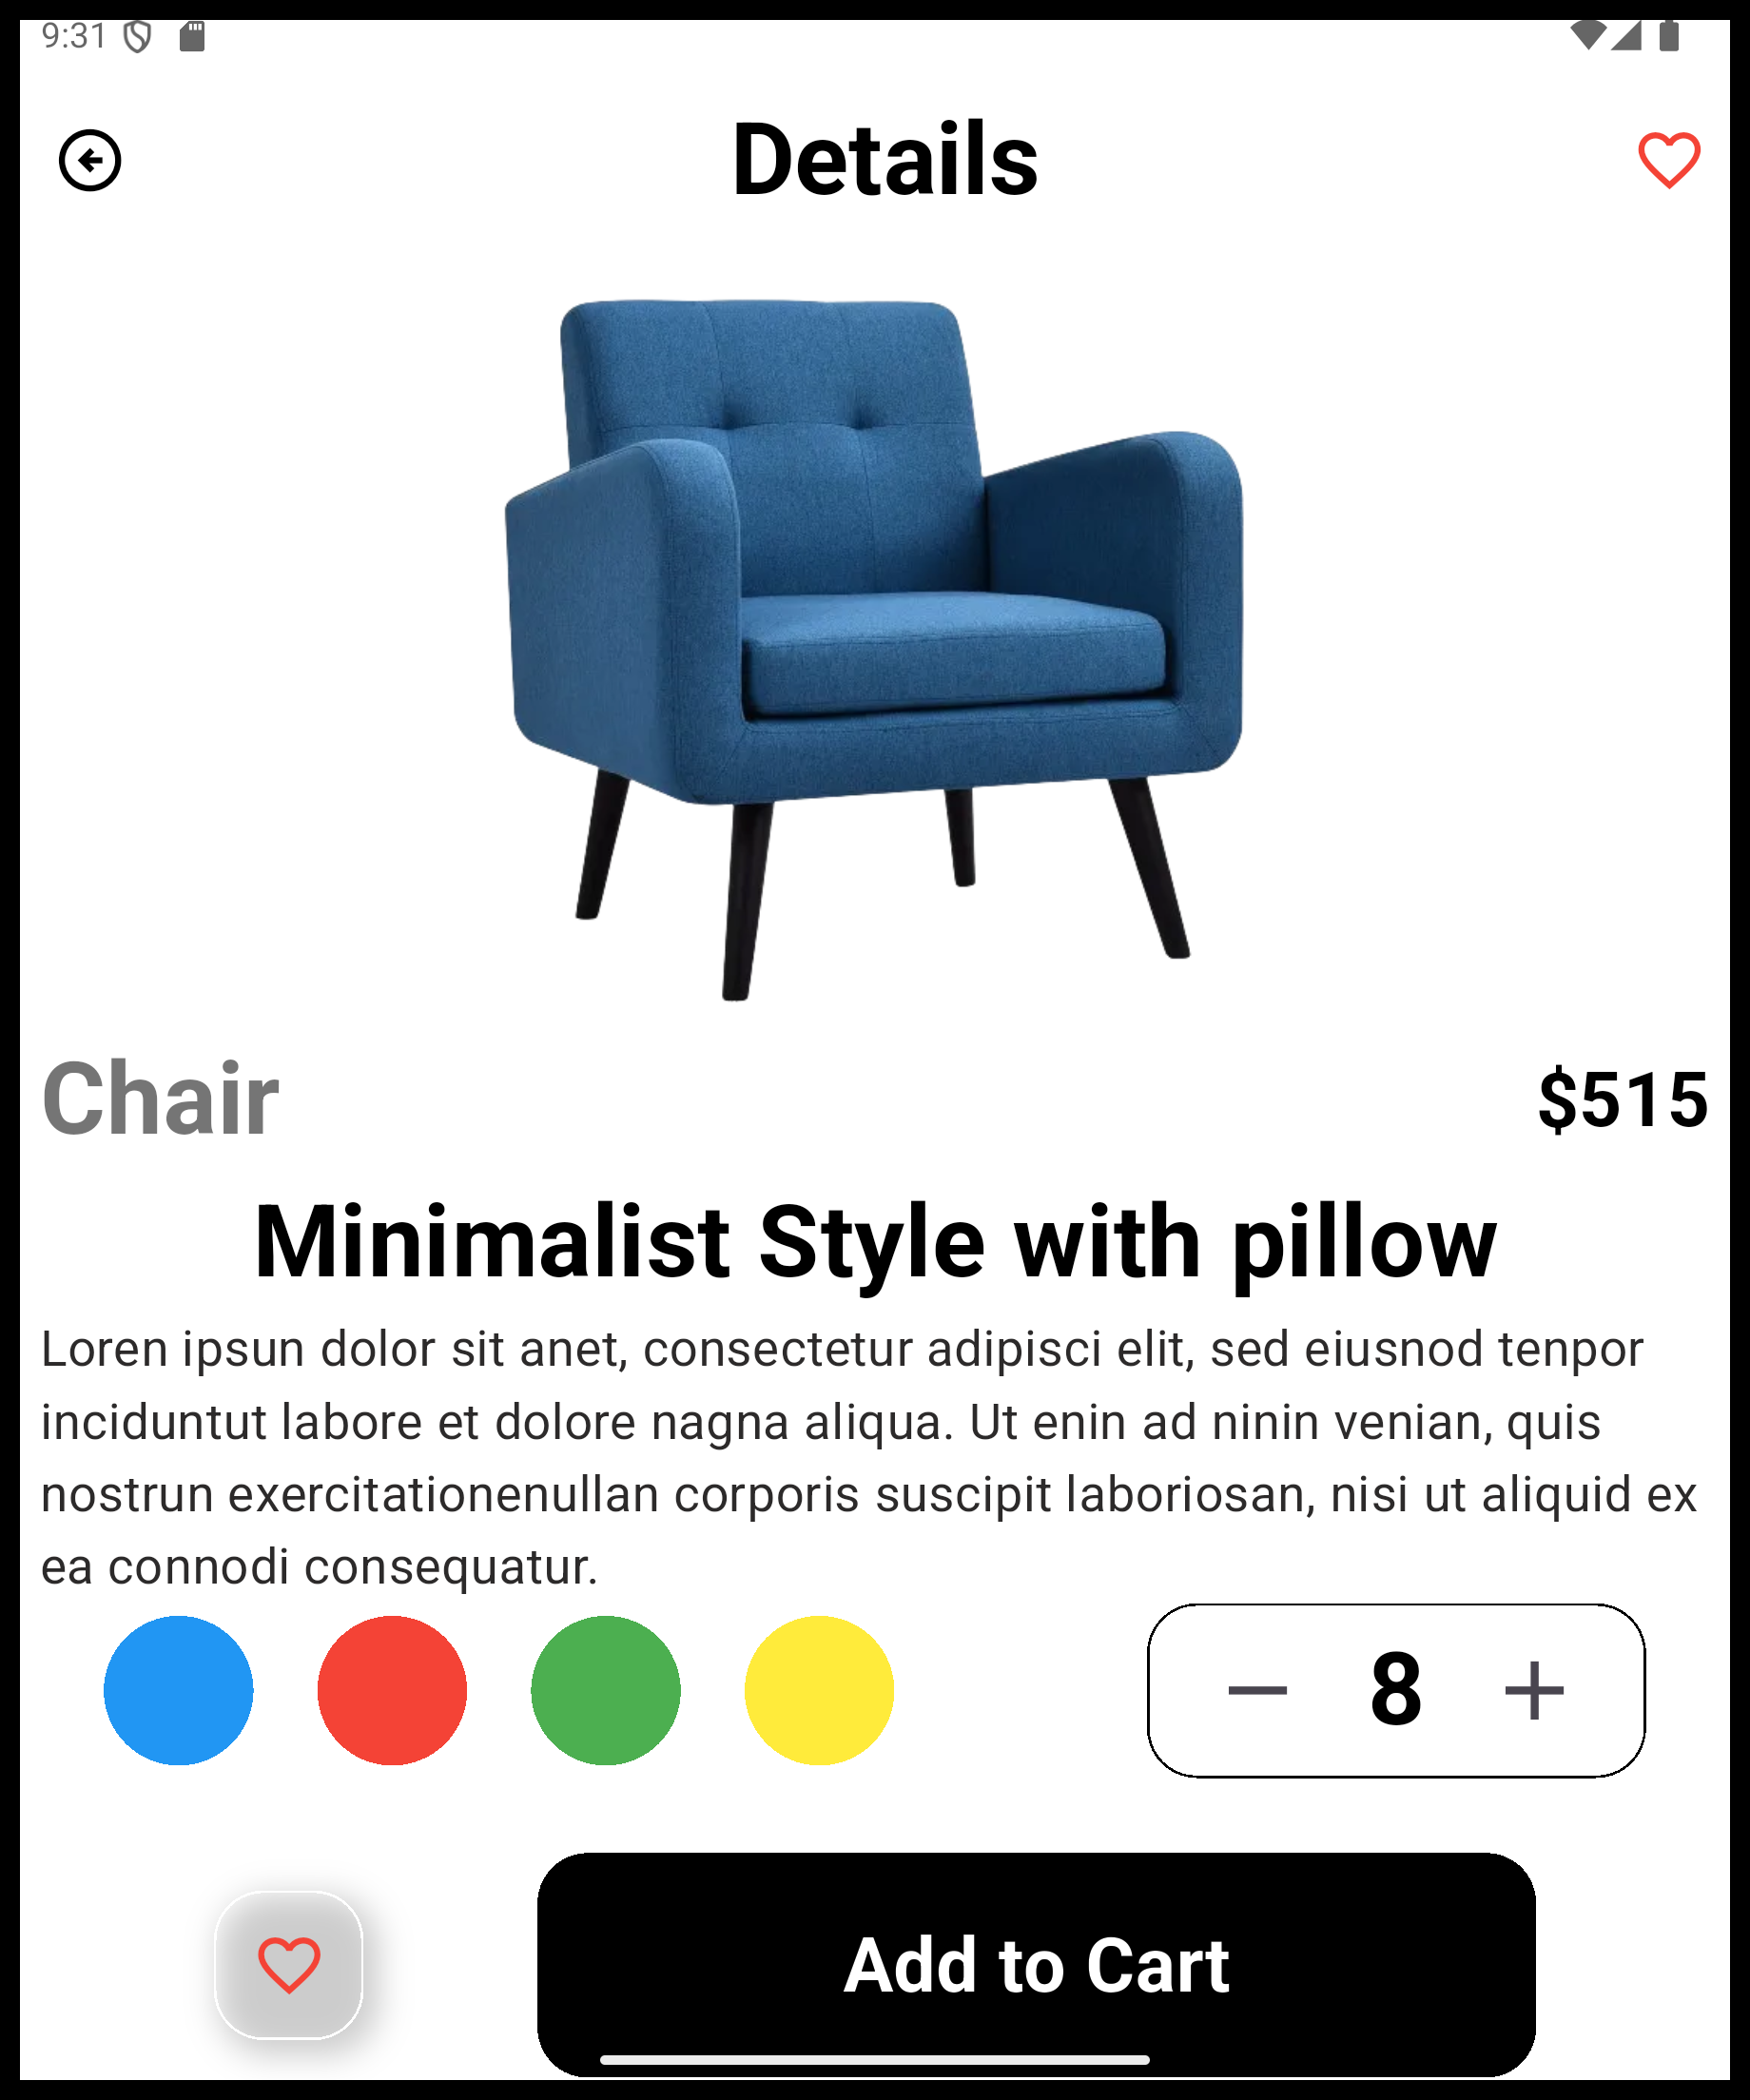 9:31
Details
Chair
$515
Minimalist Style with pillow
Loren ipsun dolor sit anet, consectetur adipisci elit, sed eiusnod tenpor
inciduntut labore et dolore nagna aliqua. Ut enin ad ninin venian, quis
nostrun exercitationenullan corporis suscipit laboriosan, nisi ut aliquid ex
ea connodi consequatur.
8
Add to Cart